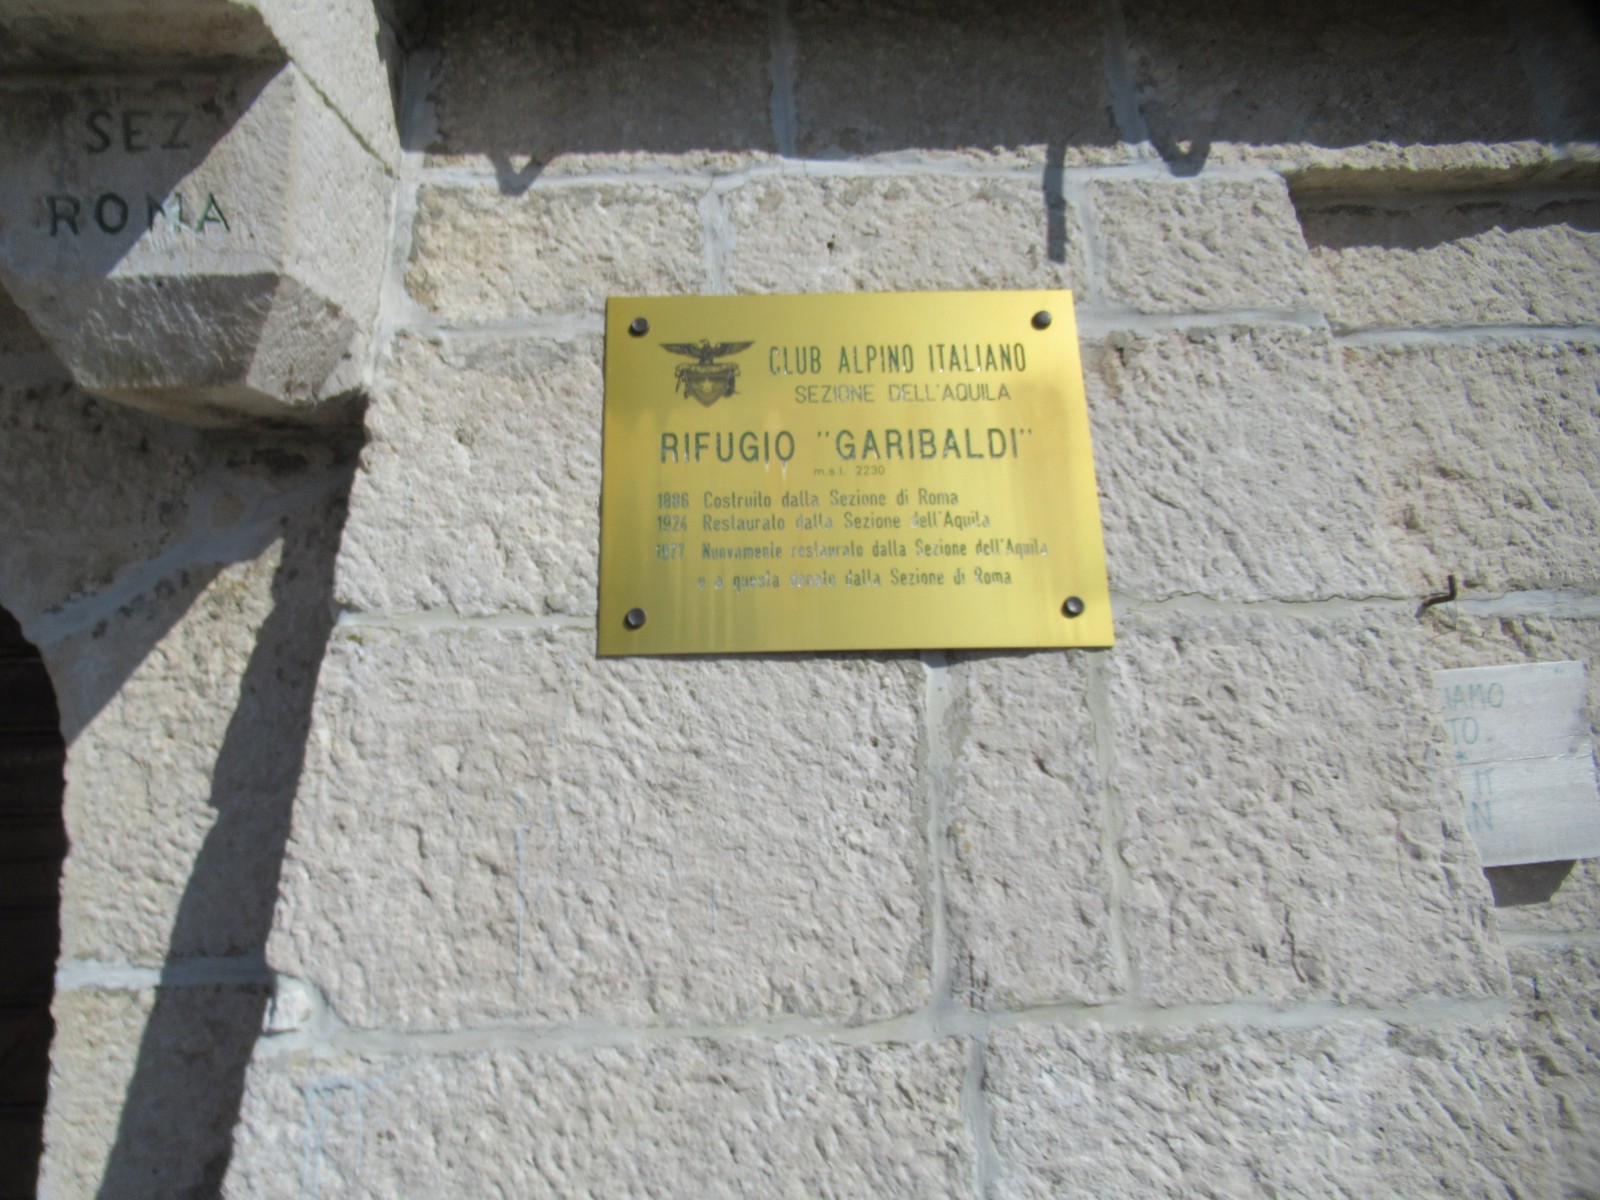 SEZ
ROMA
CLUB ALPINO ITALIANO
SEZIONE DELL'AQUILA
RIFUGIO "GARIBALDI"
m.s.l. 2230
1886 Costruito dalla Sezione di Roma
1924 Restaurato dalla Sezione dell'Aquila
Nuovamente restaurato dalla Sezione dell'Aquila
e a questa donato dalla Sezione di Roma